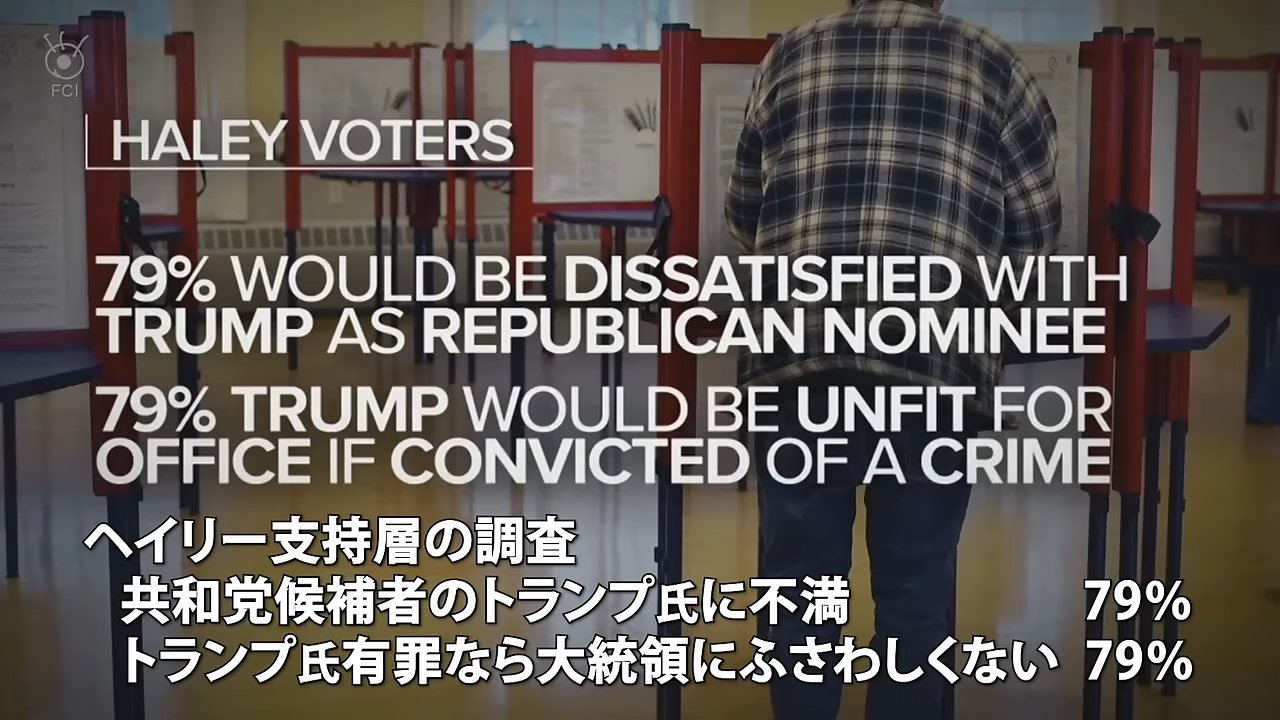 FCI
HALEY VOTERS
79% WOULD BE DISSATISFIED WITH
TRUMP AS REPUBLICAN NOMINEE
79% TRUMP WOULD BE UNFIT FOR
OFFICE IF CONVICTED OF A CRIME
ヘイリー支持層の調査
共和党候補者のトランプ氏に不満 79%
トランプ氏有罪なら大統領にふさわしくない 79%